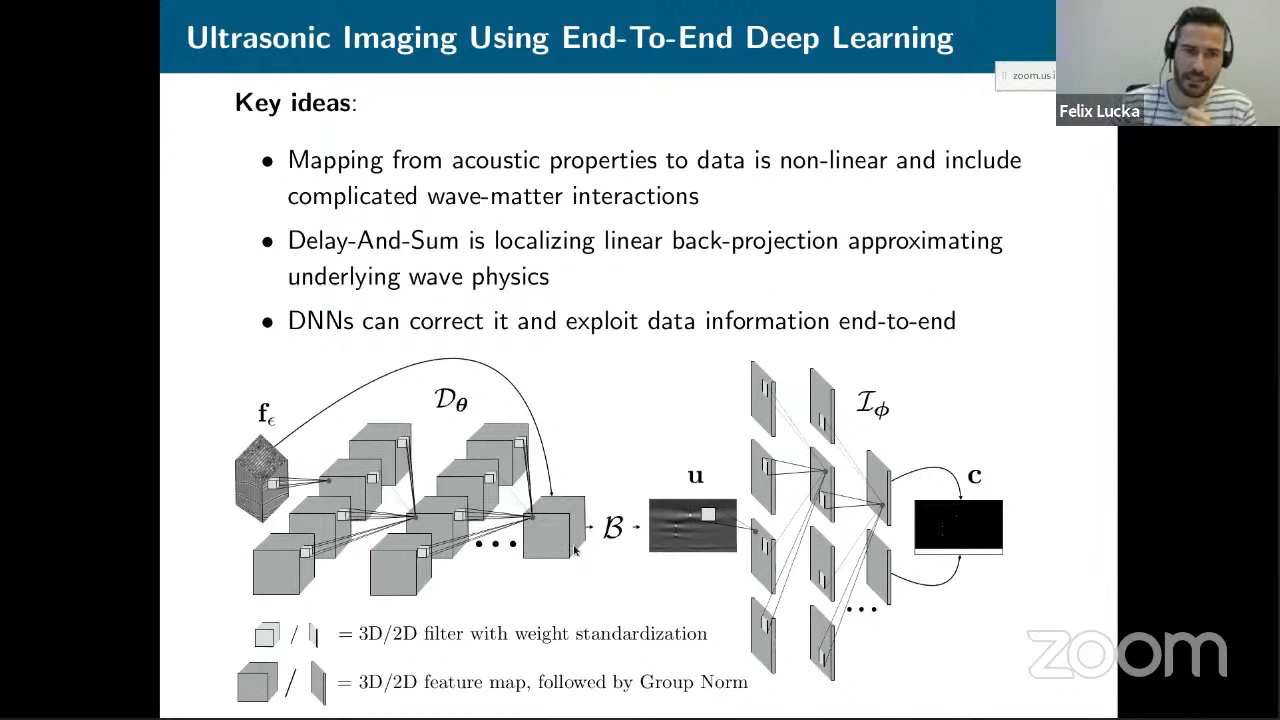 Ultrasonic Imaging Using End-To-End Deep Learning
zoom.us i
Felix Lucka
Key ideas:
• Mapping from acoustic properties to data is non-linear and include
complicated wave-matter interactions
• Delay-And-Sum is localizing linear back-projection approximating
underlying wave physics
• DNNs can correct it and exploit data information end-to-end
f_ϵ
𝒟_θ
ℐ_ϕ
ℬ
u
c
/ = 3D/2D filter with weight standardization
/ = 3D/2D feature map, followed by Group Norm
zoom